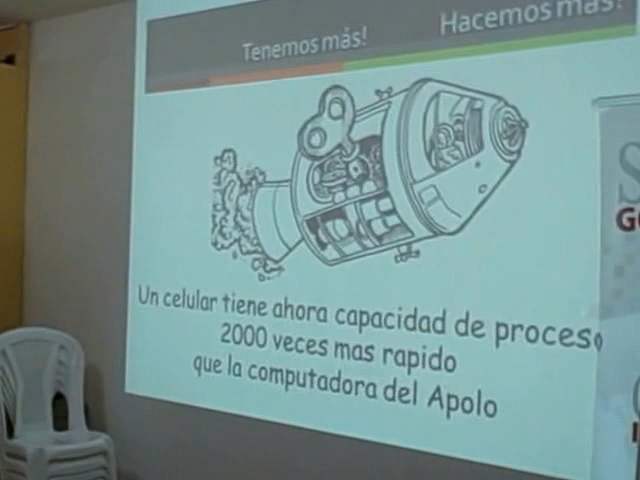 Tenemos más!
Hacemos más!
Un celular tiene ahora capacidad de proceso
2000 veces mas rapido
que la computadora del Apolo